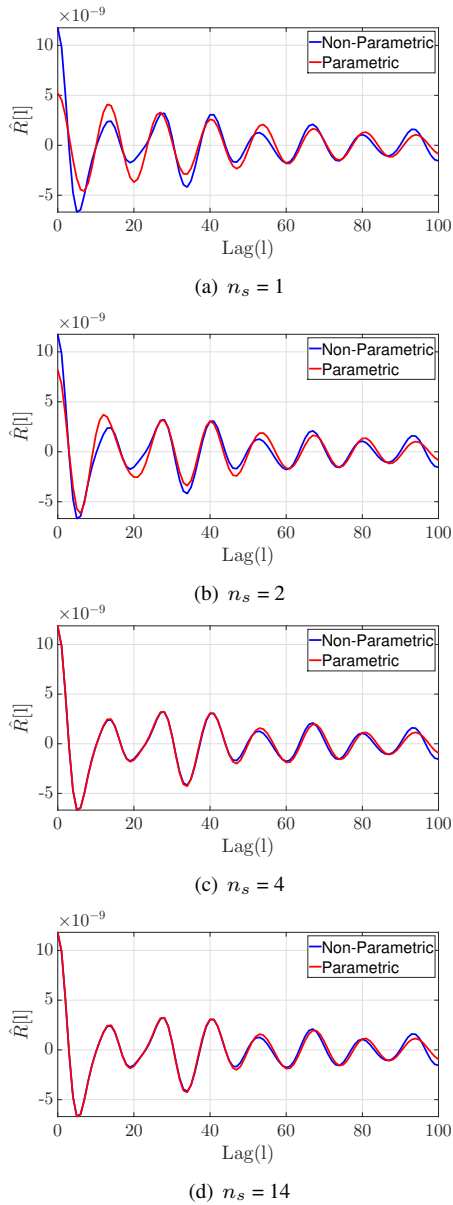 ×10⁻⁹
10
5
0
-5
R̂[l]
Non-Parametric
Parametric
0 20 40 60 80 100
Lag(l)
(a) nₛ = 1
×10⁻⁹
10
5
0
-5
R̂[l]
Non-Parametric
Parametric
0 20 40 60 80 100
Lag(l)
(b) nₛ = 2
×10⁻⁹
10
5
0
-5
R̂[l]
Non-Parametric
Parametric
0 20 40 60 80 100
Lag(l)
(c) nₛ = 4
×10⁻⁹
10
5
0
-5
R̂[l]
Non-Parametric
Parametric
0 20 40 60 80 100
Lag(l)
(d) nₛ = 14